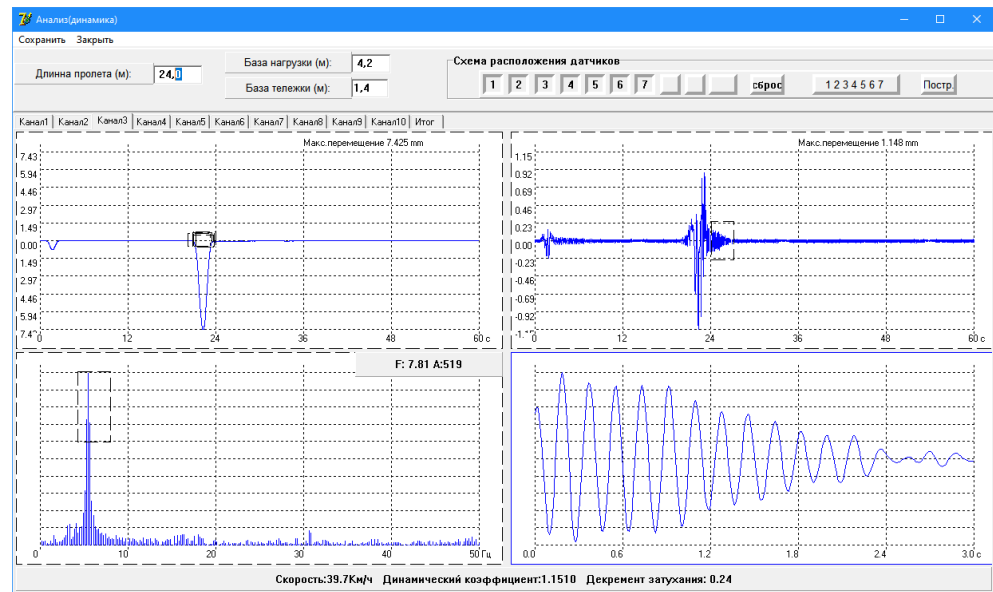 Анализ(динамика)
Сохранить Закрыть
Длинна пролета (м): 24,0
База нагрузки (м): 4,2
База тележки (м): 1,4
Схема расположения датчиков
1 2 3 4 5 6 7 сброс 1 2 3 4 5 6 7 Постр.
Канал1 Канал2 Канал3 Канал4 Канал5 Канал6 Канал7 Канал8 Канал9 Канал10 Итог
Макс.перемещение 7.425 mm
7.43
5.94
4.46
2.97
1.49
0.00
1.49
2.97
4.46
5.94
0 12 24 36 48 60 с
Макс.перемещение 1.148 mm
1.15
0.92
0.69
0.46
0.23
0.00
-0.23
-0.46
-0.69
-0.92
0 12 24 36 48 60 с
F: 7.81 A:519
0 10 20 30 40 50 Гц
0.0 0.6 1.2 1.8 2.4 3.0 с
Скорость:39.7Км/ч Динамический коэффициент:1.1510 Декремент затухания: 0.24